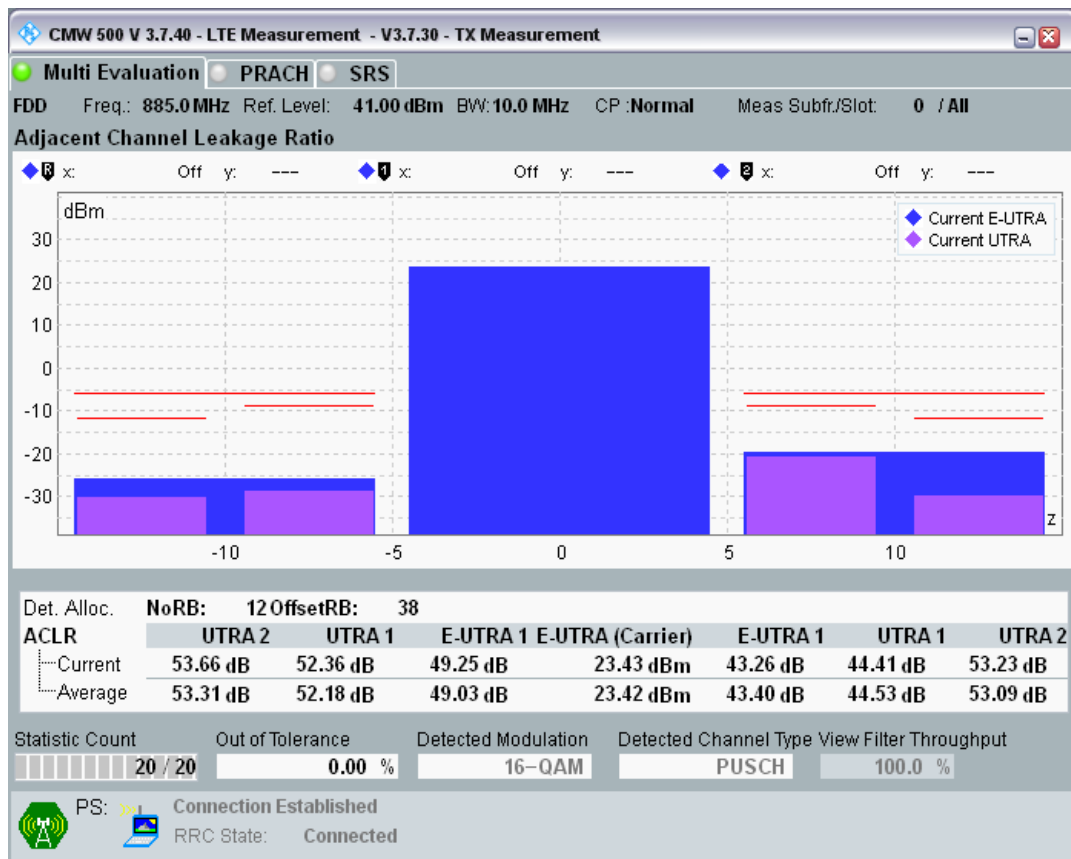 CMW 500 V 3.7.40 - LTE Measurement - V3.7.30 - TX Measurement
Multi Evaluation PRACH SRS
FDD Freq.: 885.0 MHz Ref. Level: 41.00 dBm BW: 10.0 MHz CP :Normal Meas Subfr./Slot: 0 / All
Adjacent Channel Leakage Ratio
R x: Off y: --- 1 x: Off y: --- 2 x: Off y: ---
dBm
Current E-UTRA
Current UTRA
30
20
10
0
-10
-20
-30
z
-10 -5 0 5 10
Det. Alloc. NoRB: 12 OffsetRB: 38
ACLR UTRA 2 UTRA 1 E-UTRA 1 E-UTRA (Carrier) E-UTRA 1 UTRA 1 UTRA 2
Current 53.66 dB 52.36 dB 49.25 dB 23.43 dBm 43.26 dB 44.41 dB 53.23 dB
Average 53.31 dB 52.18 dB 49.03 dB 23.42 dBm 43.40 dB 44.53 dB 53.09 dB
Statistic Count Out of Tolerance Detected Modulation Detected Channel Type View Filter Throughput
20 / 20 0.00 % 16-QAM PUSCH 100.0 %
PS: Connection Established
RRC State: Connected